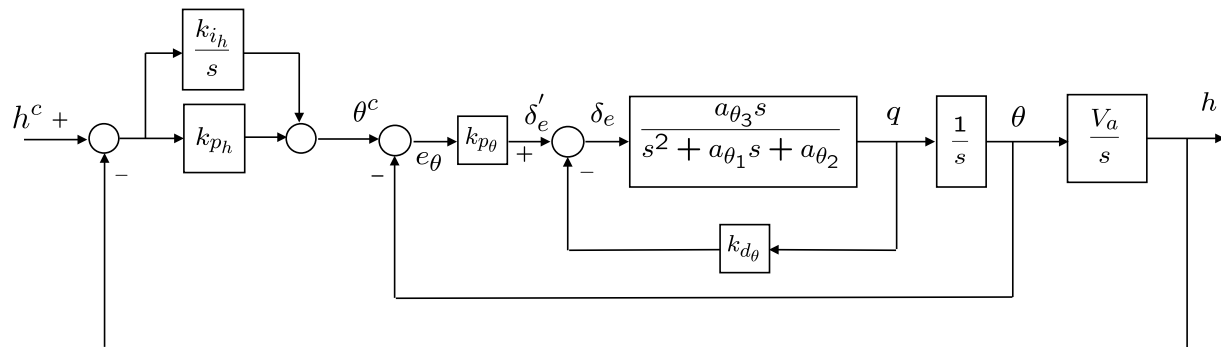 k_{i_h}
s
h^c +
k_{p_h}
θ^c
e_θ
k_{p_θ}
δ_e^'
+
δ_e
a_{θ_3} s
s^2 + a_{θ_1} s + a_{θ_2}
q
1
s
θ
V_a
s
h
−
−
−
k_{d_θ}